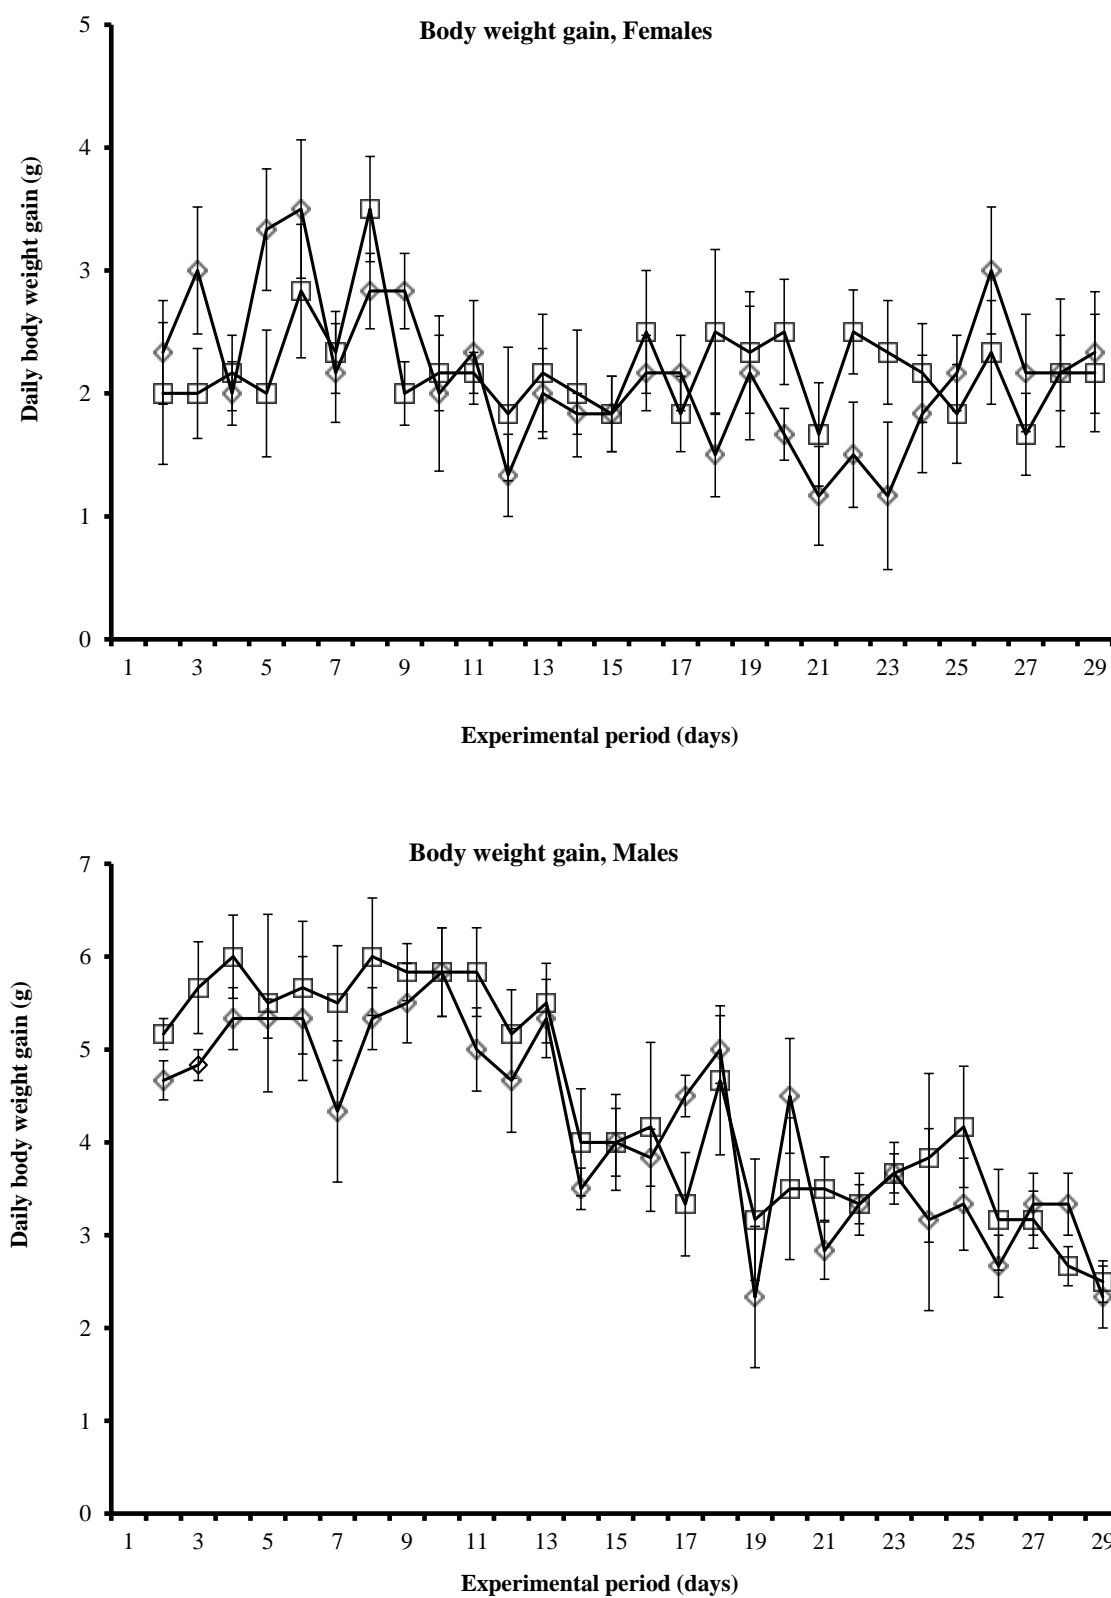 Body weight gain, Females
5
4
3
2
1
0
Daily body weight gain (g)
1 3 5 7 9 11 13 15 17 19 21 23 25 27 29
Experimental period (days)
Body weight gain, Males
7
6
5
4
3
2
1
0
Daily body weight gain (g)
1 3 5 7 9 11 13 15 17 19 21 23 25 27 29
Experimental period (days)